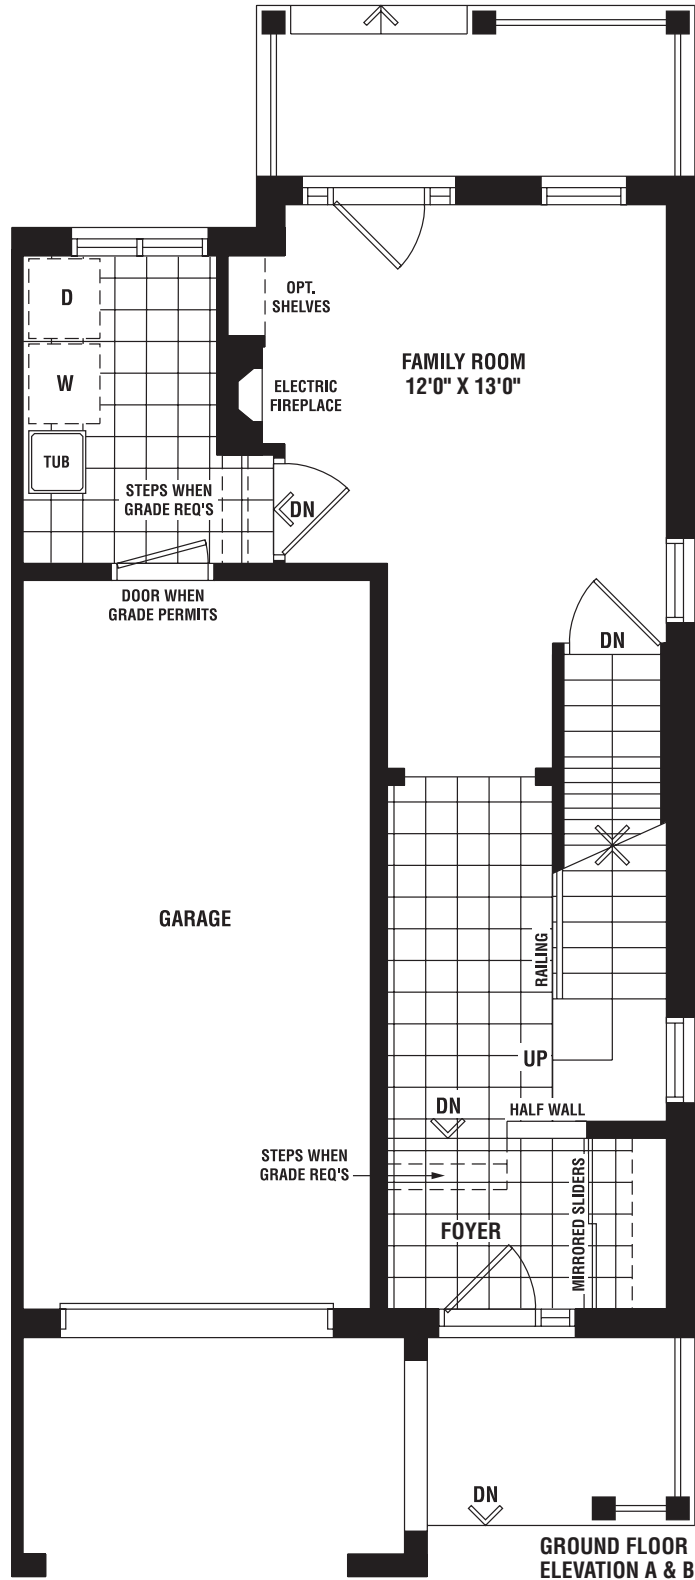 D
OPT.
SHELVES
W
FAMILY ROOM
12'0" X 13'0"
ELECTRIC
FIREPLACE
TUB
STEPS WHEN
GRADE REQ'S
DN
DOOR WHEN
GRADE PERMITS
DN
GARAGE
RAILING
UP
DN
HALF WALL
STEPS WHEN
GRADE REQ'S
MIRRORED SLIDERS
FOYER
DN
GROUND FLOOR
ELEVATION A & B